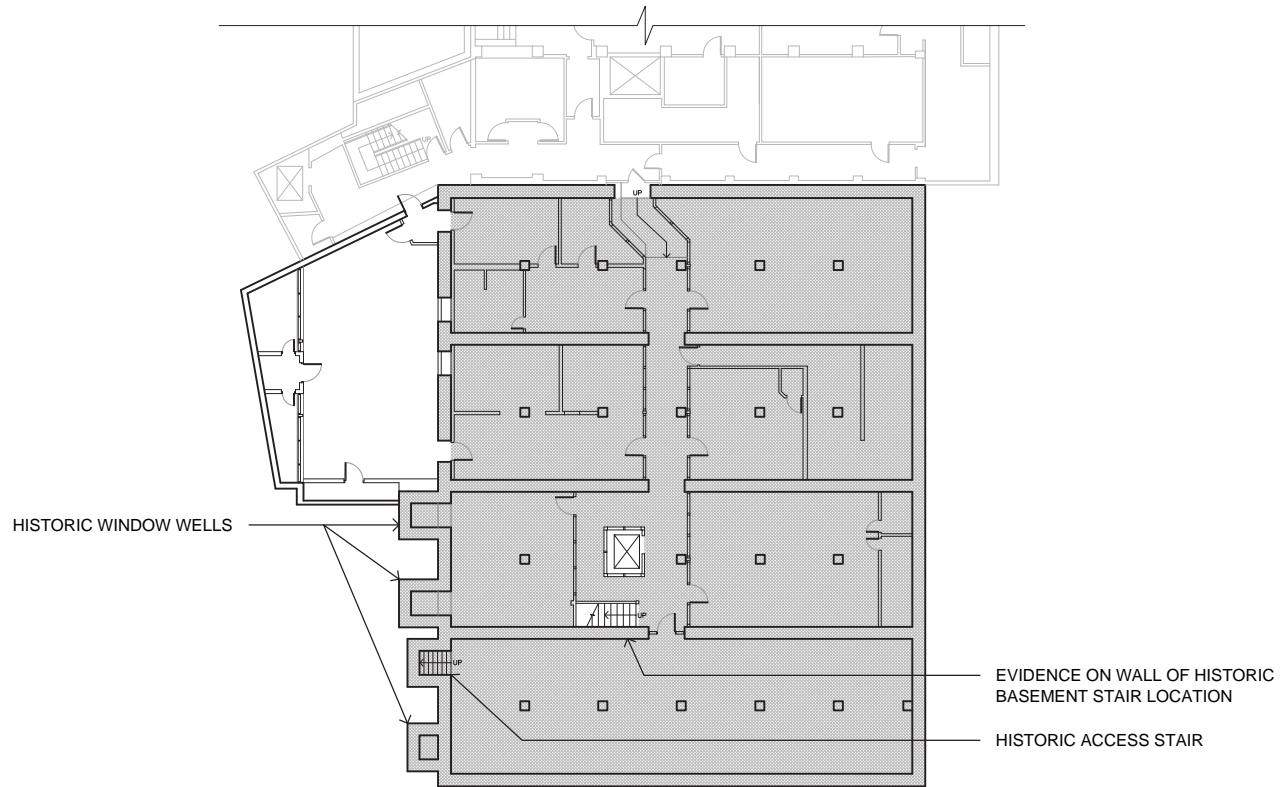 UP
UP
HISTORIC WINDOW WELLS
UP
UP
EVIDENCE ON WALL OF HISTORIC
BASEMENT STAIR LOCATION
HISTORIC ACCESS STAIR